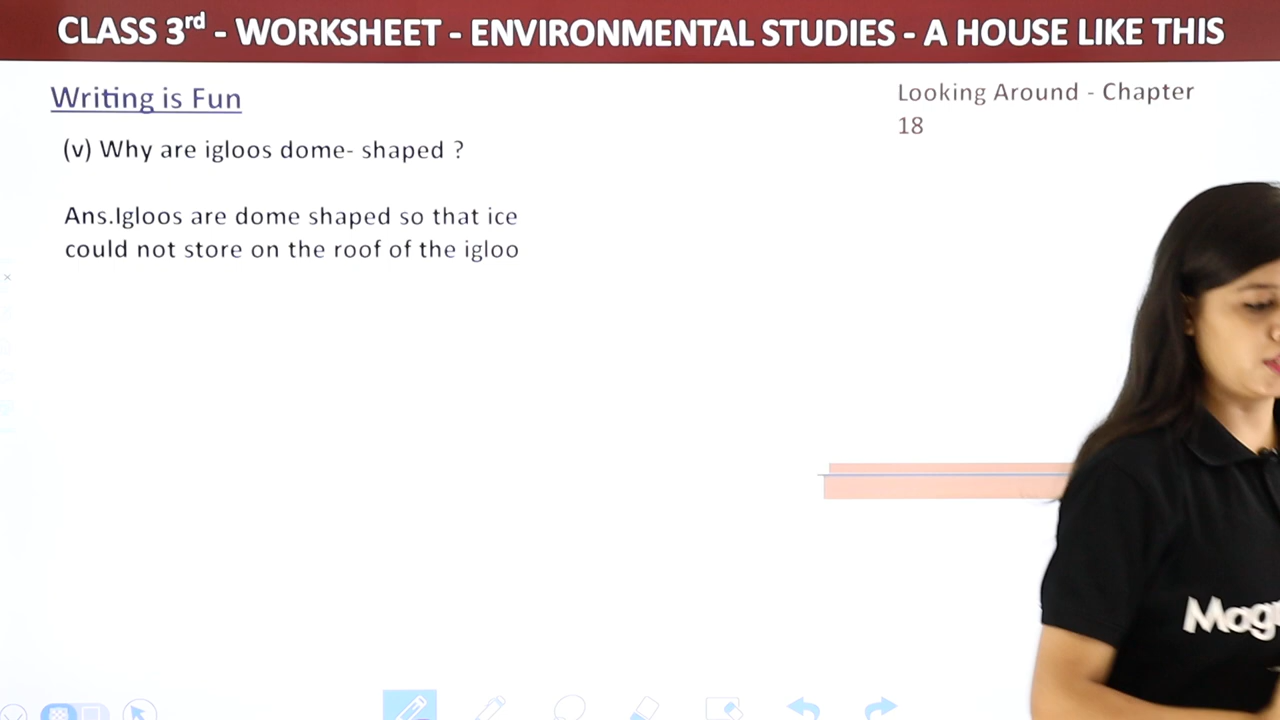 CLASS 3rd - WORKSHEET - ENVIRONMENTAL STUDIES - A HOUSE LIKE THIS
Writing is Fun
Looking Around - Chapter
18
(v) Why are igloos dome- shaped ?
Ans.Igloos are dome shaped so that ice
could not store on the roof of the igloo